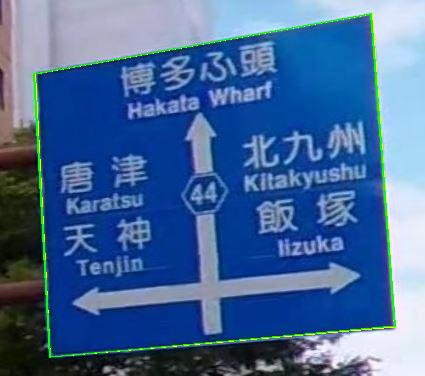 博多ふ頭
Hakata Wharf
唐津
Karatsu
天神
Tenjin
44
北九州
Kitakyushu
飯塚
Iizuka